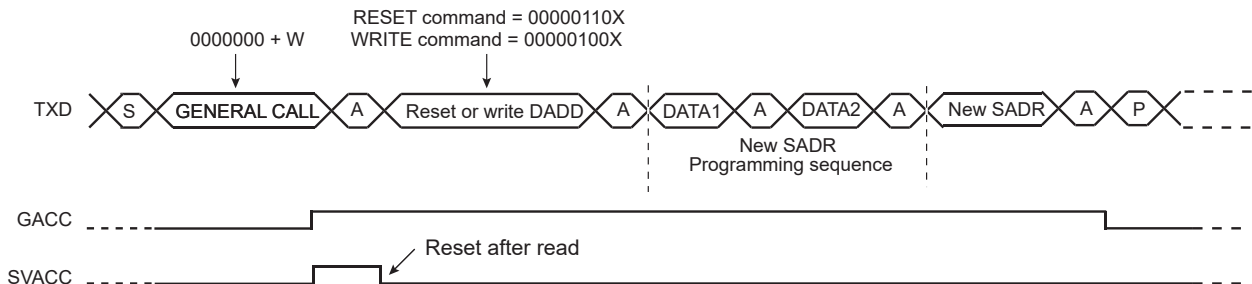 RESET command = 00000110X
0000000 + W WRITE command = 00000100X
TXD S GENERAL CALL A Reset or write DADD A DATA1 A DATA2 A New SADR A P
New SADR
Programming sequence
GACC
Reset after read
SVACC